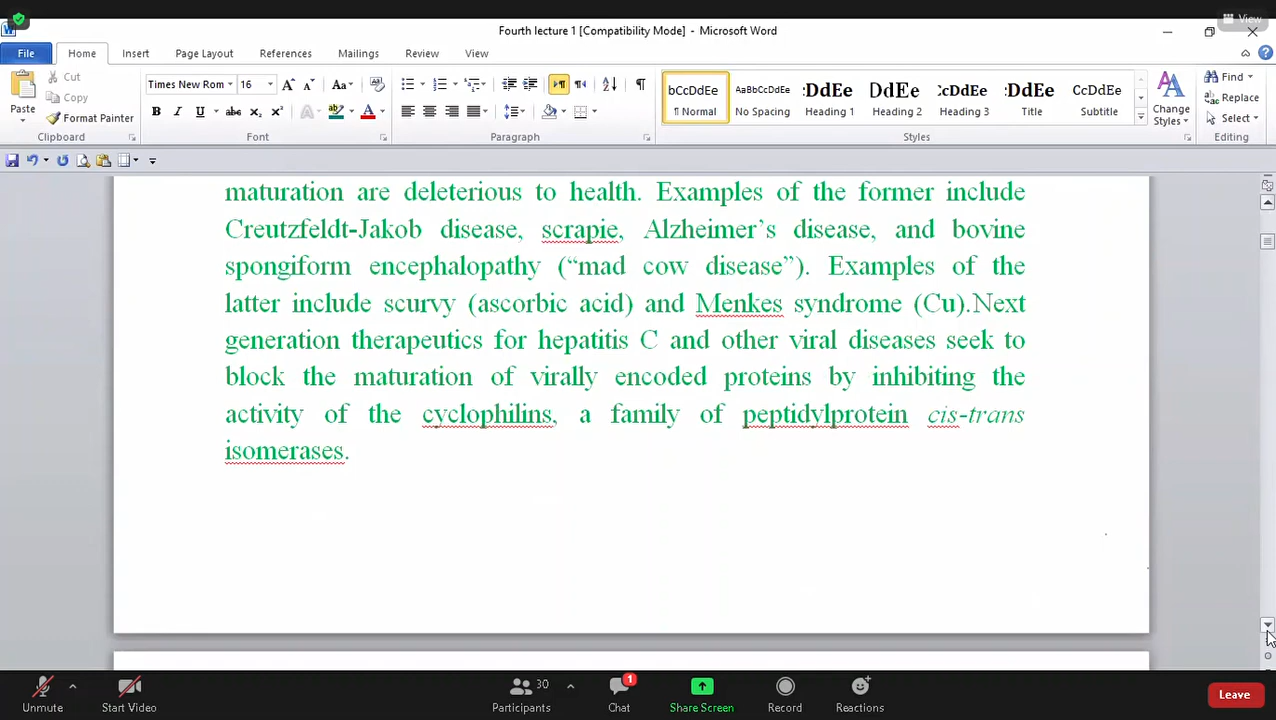 View
Fourth lecture 1 [Compatibility Mode] - Microsoft Word
File Home Insert Page Layout References Mailings Review View
Paste
Cut
Copy
Format Painter
Clipboard
Times New Rom 16
Font
Paragraph
bCcDdEe
¶ Normal
AaBbCcDdEe
No Spacing
DdEe
Heading 1
DdEe
Heading 2
cCcDdEe
Heading 3
DdEe
Title
CcDdEe
Subtitle
Styles
Change
Styles
Find
Replace
Select
Editing
maturation are deleterious to health. Examples of the former include
Creutzfeldt-Jakob disease, scrapie, Alzheimer’s disease, and bovine
spongiform encephalopathy (“mad cow disease”). Examples of the
latter include scurvy (ascorbic acid) and Menkes syndrome (Cu).Next
generation therapeutics for hepatitis C and other viral diseases seek to
block the maturation of virally encoded proteins by inhibiting the
activity of the cyclophilins, a family of peptidylprotein cis-trans
isomerases.
Unmute
Start Video
30
Participants
1
Chat
Share Screen
Record
Reactions
Leave